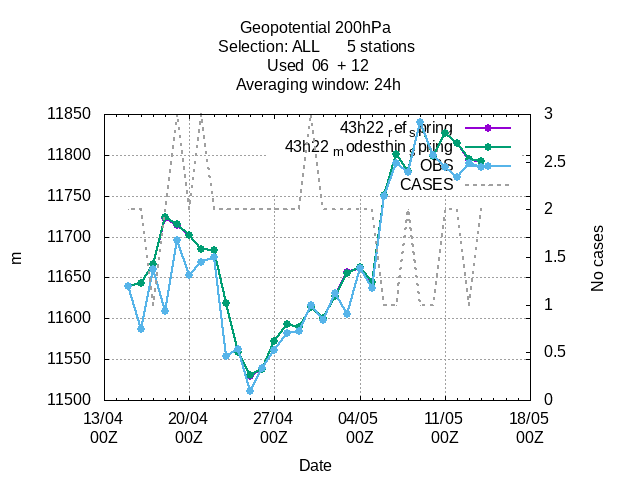 Geopotential 200hPa
Selection: ALL 5 stations
Used 06 + 12
Averaging window: 24h
43h22_ref_spring
43h22_modesthin_spring
OBS
CASES
11850
11800
11750
11700
11650
11600
11550
11500
m
3
2.5
2
1.5
1
0.5
0
No cases
13/04 20/04 27/04 04/05 11/05 18/05
00Z 00Z 00Z 00Z 00Z 00Z
Date